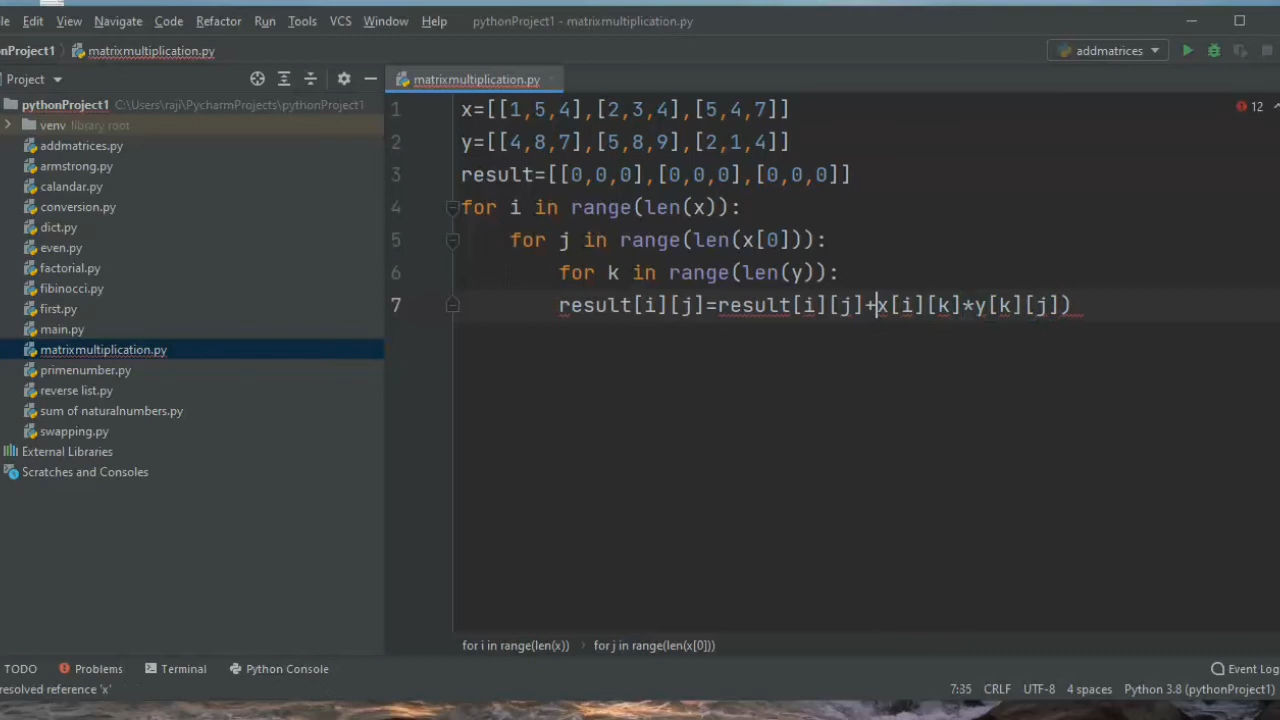 le Edit View Navigate Code Refactor Run Tools VCS Window Help pythonProject1 - matrixmultiplication.py
onProject1 matrixmultiplication.py addmatrices
Project matrixmultiplication.py
pythonProject1 C:\Users\raji\PycharmProjects\pythonProject1
venv library root
addmatrices.py
armstrong.py
calandar.py
conversion.py
dict.py
even.py
factorial.py
fibinocci.py
first.py
main.py
matrixmultiplication.py
primenumber.py
reverse list.py
sum of naturalnumbers.py
swapping.py
External Libraries
Scratches and Consoles
1 x=[[1,5,4],[2,3,4],[5,4,7]] 12
2 y=[[4,8,7],[5,8,9],[2,1,4]]
3 result=[[0,0,0],[0,0,0],[0,0,0]]
4 for i in range(len(x)):
5 for j in range(len(x[0])):
6 for k in range(len(y)):
7 result[i][j]=result[i][j]+x[i][k]*y[k][j])
for i in range(len(x)) for j in range(len(x[0]))
TODO Problems Terminal Python Console Event Log
resolved reference 'x' 7:35 CRLF UTF-8 4 spaces Python 3.8 (pythonProject1)